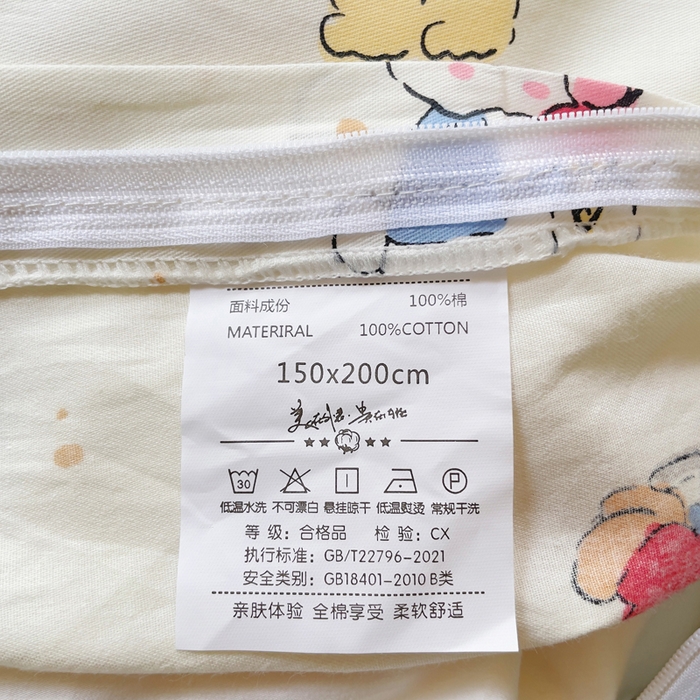 面料成份 100%棉
MATERIRAL 100%COTTON
150x200cm
30 P
低温水洗 不可漂白 悬挂晾干 低温熨烫 常规干洗
等 级：合格品 检 验：CX
执行标准：GB/T22796-2021
安全类别：GB18401-2010 B类
亲肤体验 全棉享受 柔软舒适